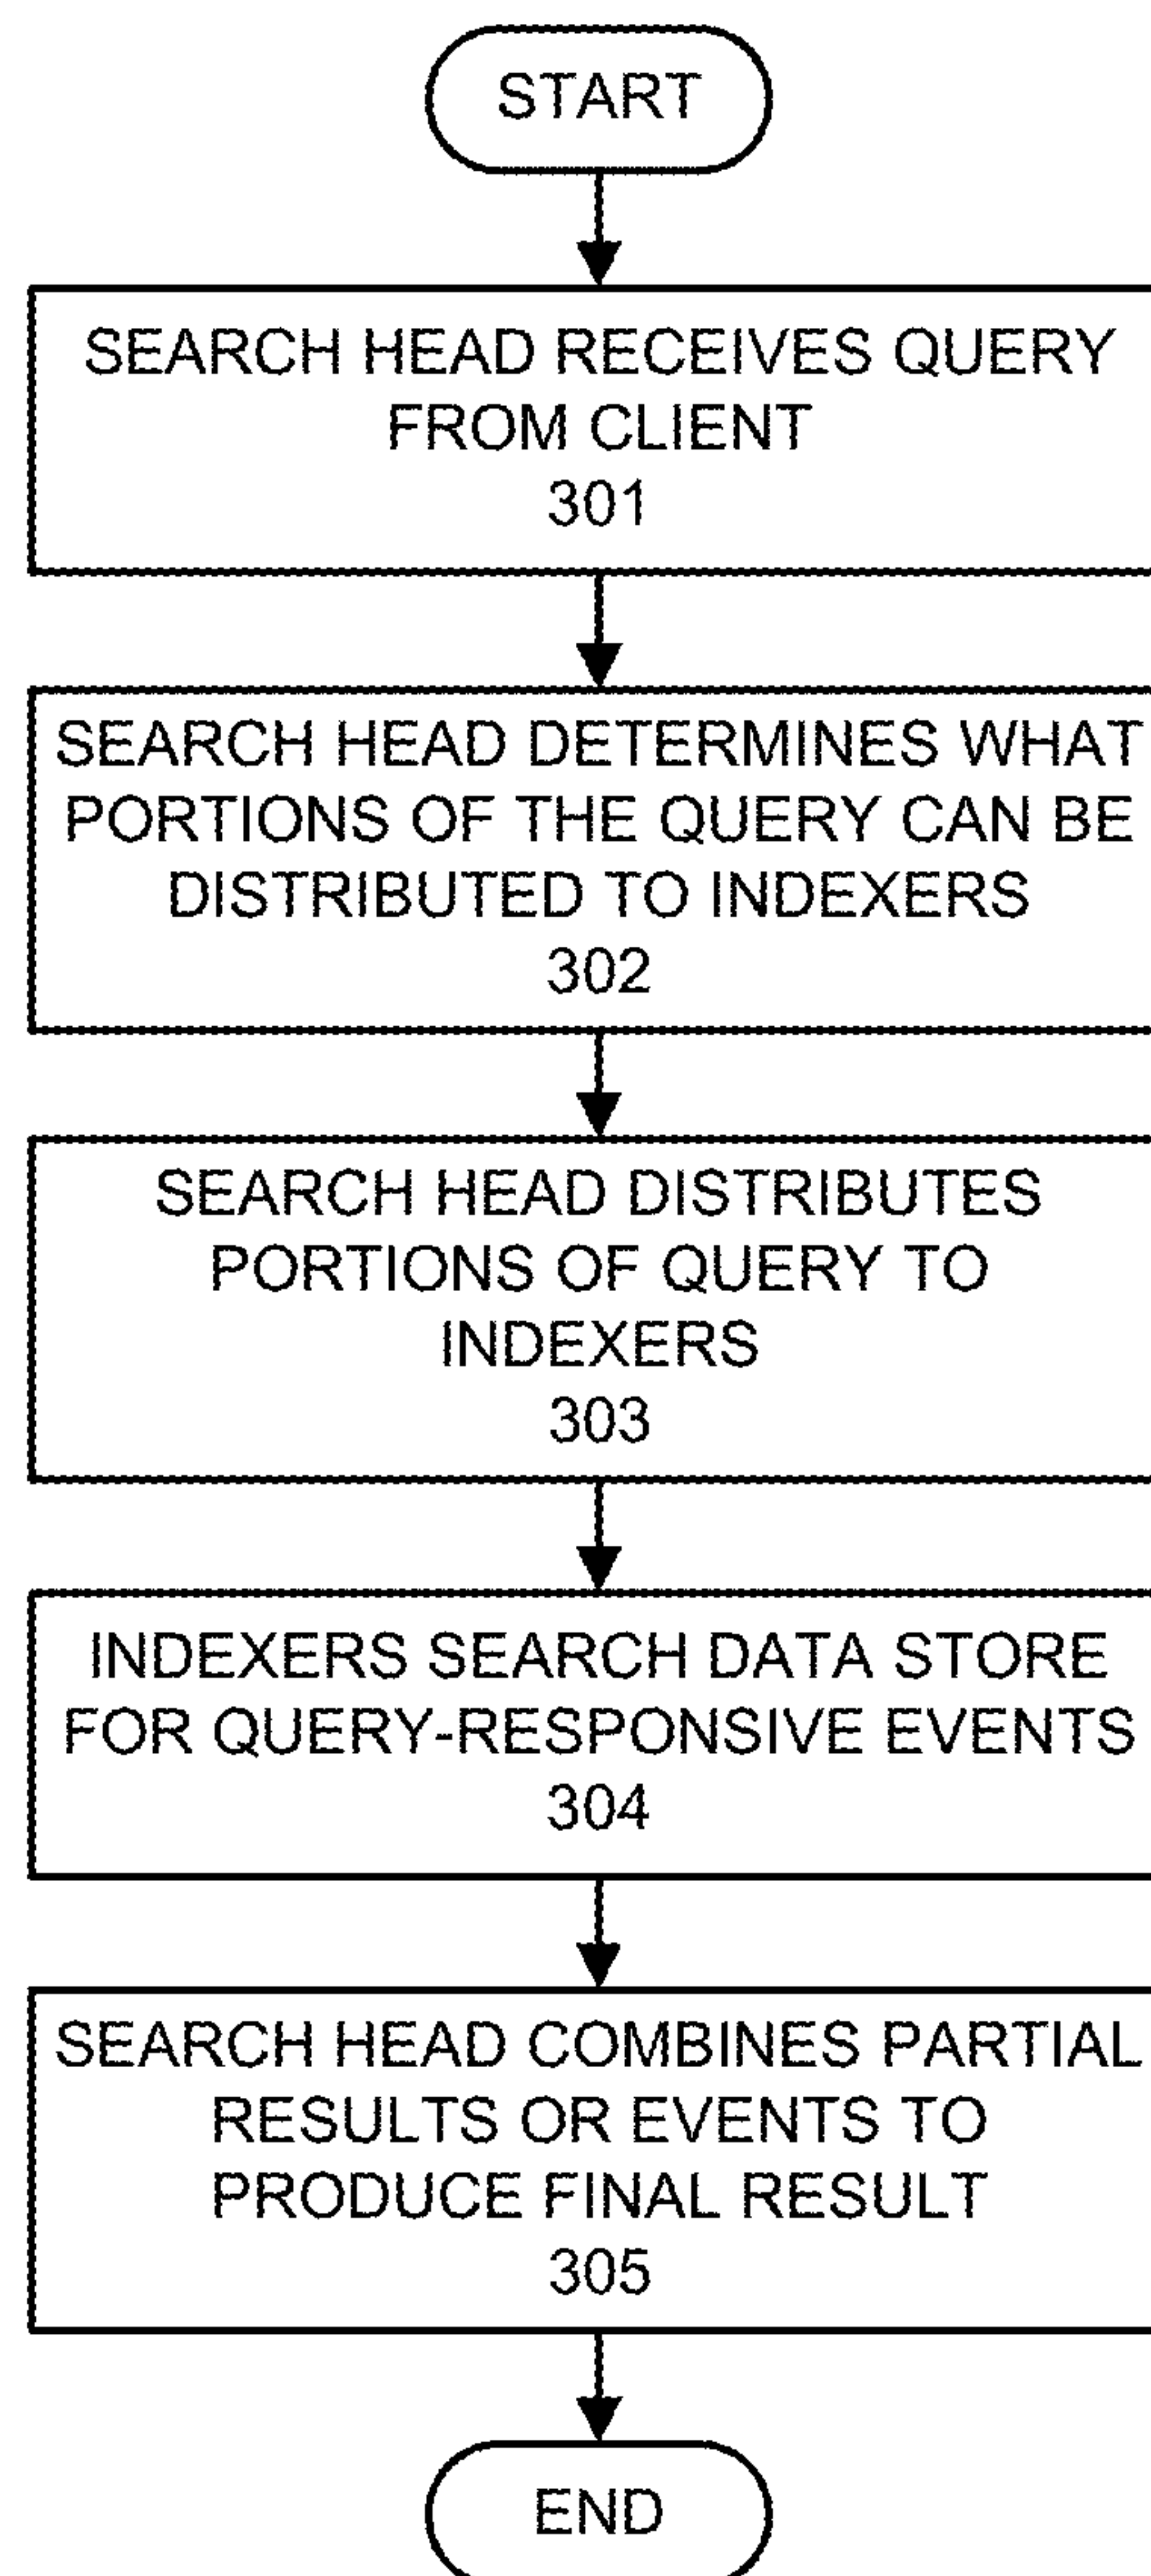 START
SEARCH HEAD RECEIVES QUERY
FROM CLIENT
301
SEARCH HEAD DETERMINES WHAT
PORTIONS OF THE QUERY CAN BE
DISTRIBUTED TO INDEXERS
302
SEARCH HEAD DISTRIBUTES
PORTIONS OF QUERY TO
INDEXERS
303
INDEXERS SEARCH DATA STORE
FOR QUERY-RESPONSIVE EVENTS
304
SEARCH HEAD COMBINES PARTIAL
RESULTS OR EVENTS TO
PRODUCE FINAL RESULT
305
END